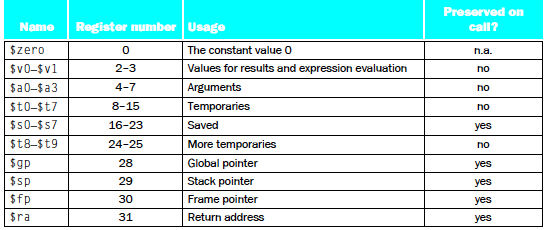 Name Register number Usage Preserved on call?
$zero 0 The constant value 0 n.a.
$v0–$v1 2–3 Values for results and expression evaluation no
$a0–$a3 4–7 Arguments no
$t0–$t7 8–15 Temporaries no
$s0–$s7 16–23 Saved yes
$t8–$t9 24–25 More temporaries no
$gp 28 Global pointer yes
$sp 29 Stack pointer yes
$fp 30 Frame pointer yes
$ra 31 Return address yes